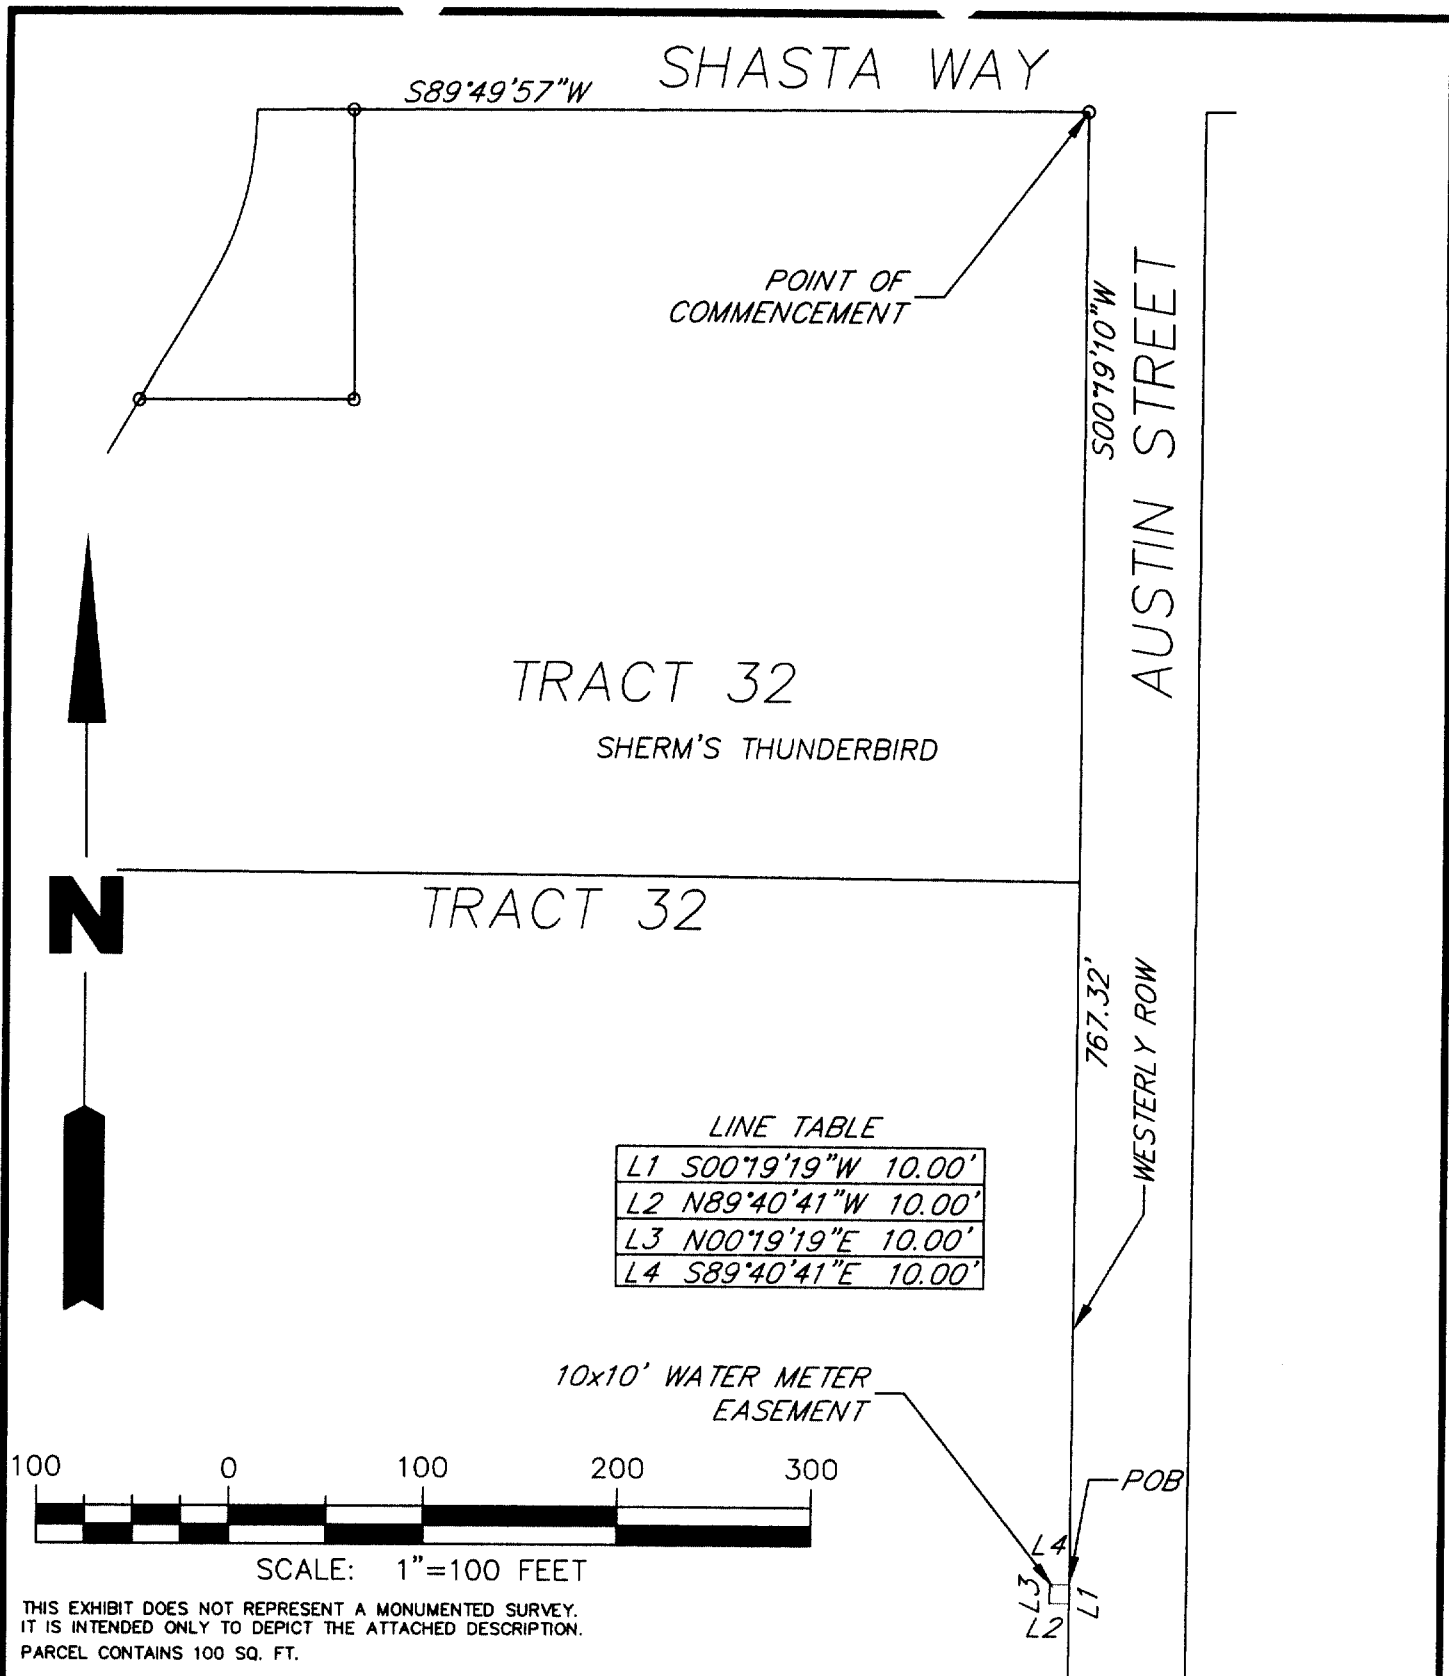 SHASTA WAY
S89°49'57"W
POINT OF
COMMENCEMENT
S00°19'10"W
AUSTIN STREET
TRACT 32
SHERM'S THUNDERBIRD
N
TRACT 32
767.32'
WESTERLY ROW
LINE TABLE
L1 S00°19'19"W 10.00'
L2 N89°40'41"W 10.00'
L3 N00°19'19"E 10.00'
L4 S89°40'41"E 10.00'
10x10' WATER METER
EASEMENT
100 0 100 200 300
POB
SCALE: 1"=100 FEET
L4
L3
L1
L2
THIS EXHIBIT DOES NOT REPRESENT A MONUMENTED SURVEY.
IT IS INTENDED ONLY TO DEPICT THE ATTACHED DESCRIPTION.
PARCEL CONTAINS 100 SQ. FT.